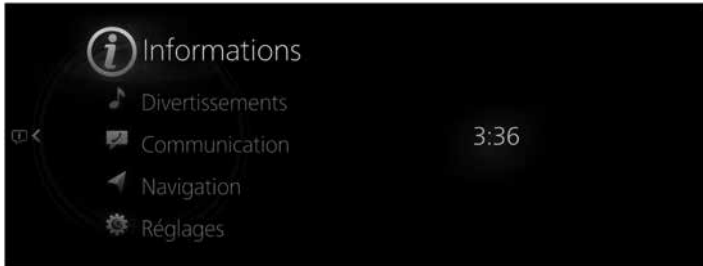 Informations
Divertissements
Communication
3:36
Navigation
Réglages